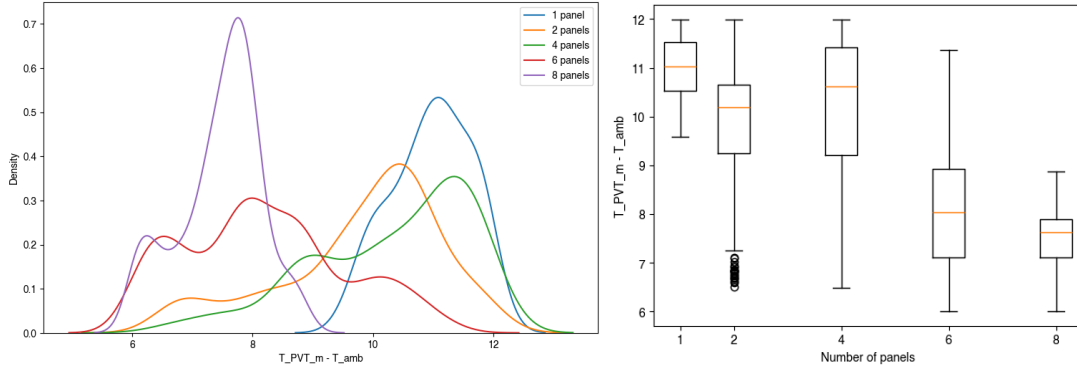 0.7
0.6
0.5
0.4
0.3
0.2
0.1
0.0
Density
6 8 10 12
T_PVT_m - T_amb
1 panel
2 panels
4 panels
6 panels
8 panels
12
11
10
9
8
7
6
T_PVT_m - T_amb
1 2 4 6 8
Number of panels